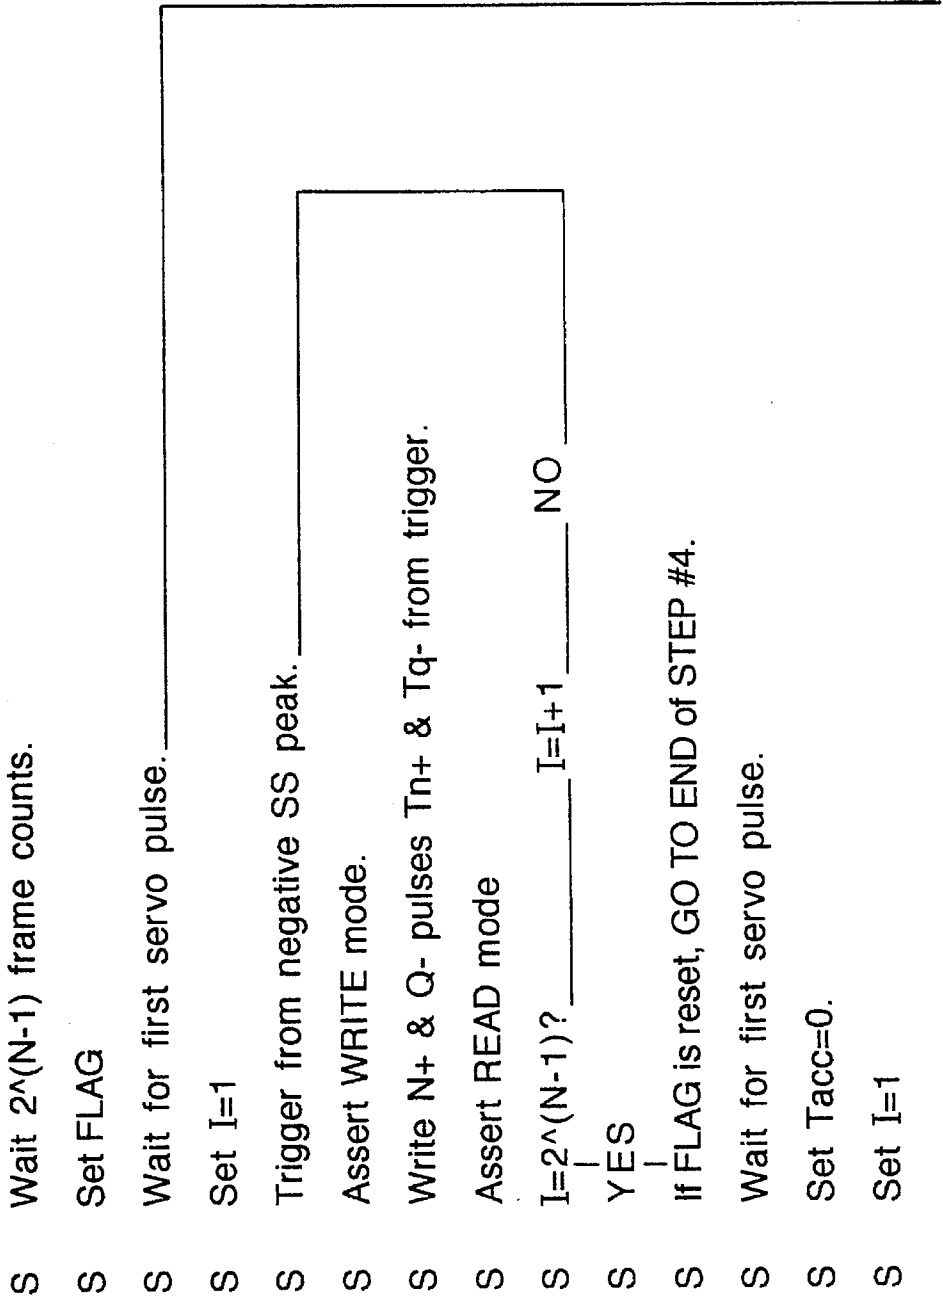 S Wait 2^(N-1) frame counts.
S Set FLAG
S Wait for first servo pulse.
S Set I=1
S Trigger from negative SS peak.
S Assert WRITE mode.
S Write N+ & Q- pulses Tn+ & Tq- from trigger.
S Assert READ mode
S I=2^(N-1)? I=I+1 NO
S YES
S If FLAG is reset, GO TO END of STEP #4.
S Wait for first servo pulse.
S Set Tacc=0.
S Set I=1